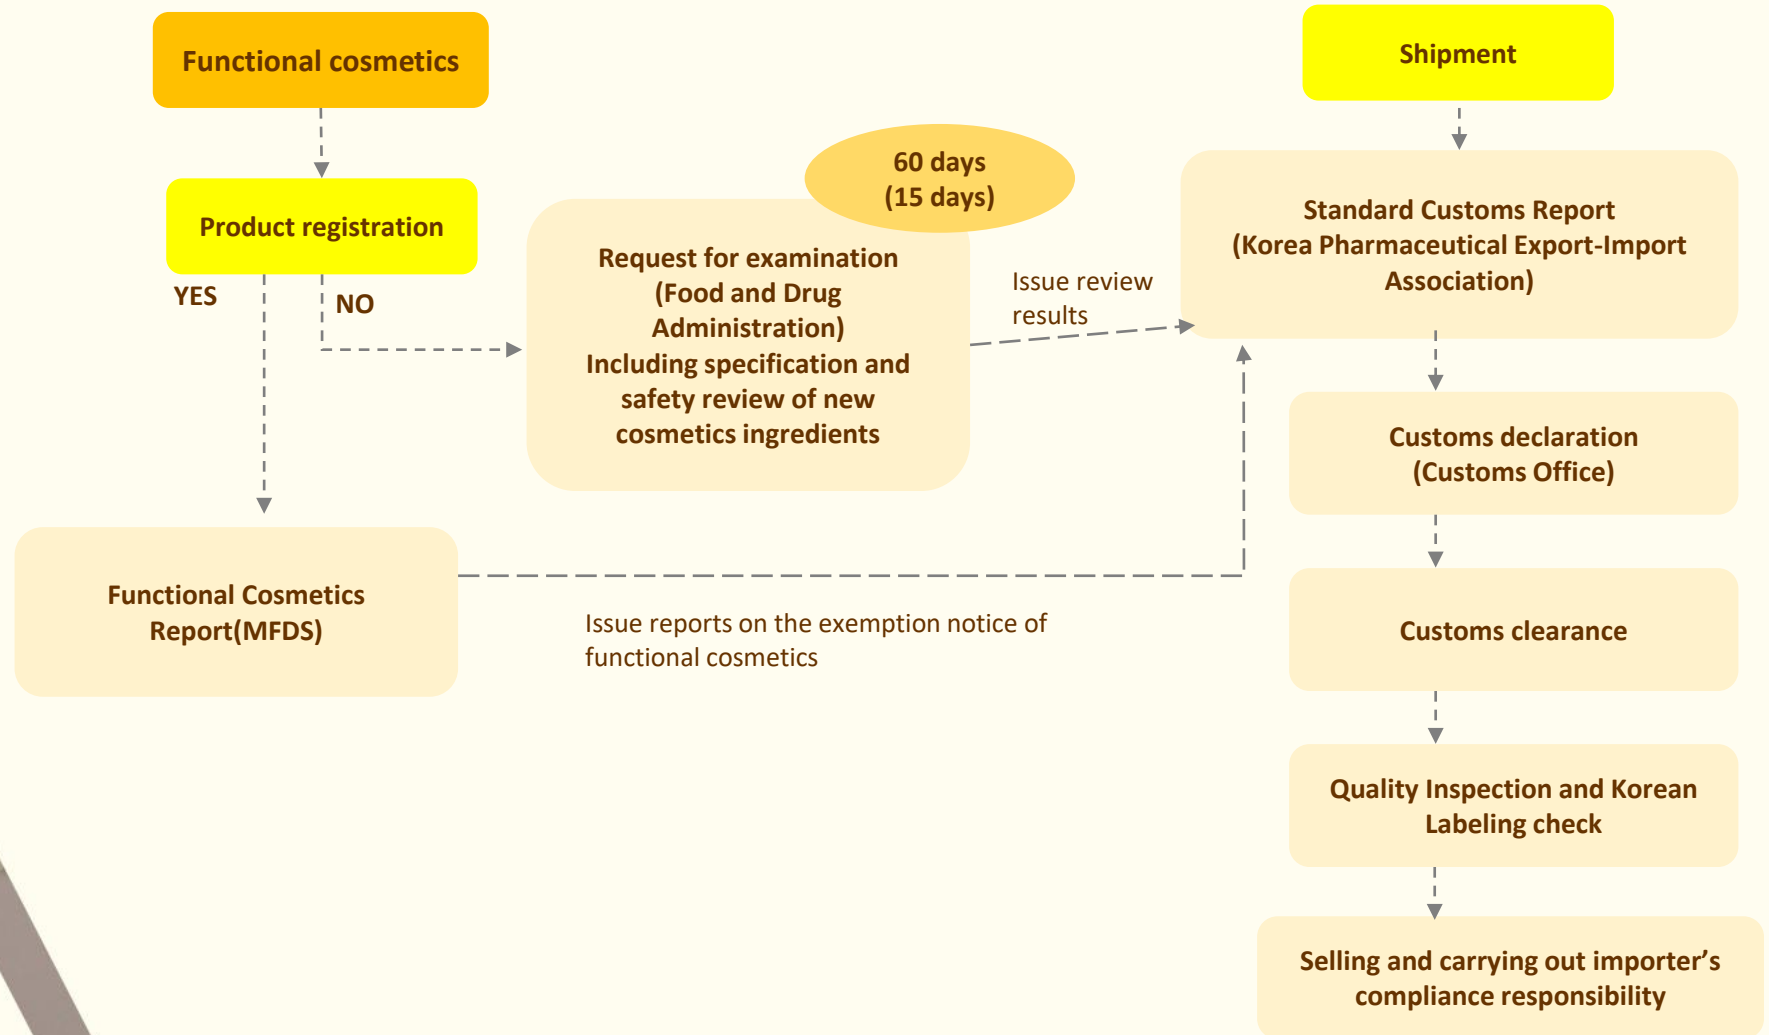 Functional cosmetics
Product registration
YES
NO
60 days
(15 days)
Request for examination
(Food and Drug
Administration)
Including specification and
safety review of new
cosmetics ingredients
Issue review
results
Functional Cosmetics
Report(MFDS)
Issue reports on the exemption notice of
functional cosmetics
Shipment
Standard Customs Report
(Korea Pharmaceutical Export-Import
Association)
Customs declaration
(Customs Office)
Customs clearance
Quality Inspection and Korean
Labeling check
Selling and carrying out importer’s
compliance responsibility